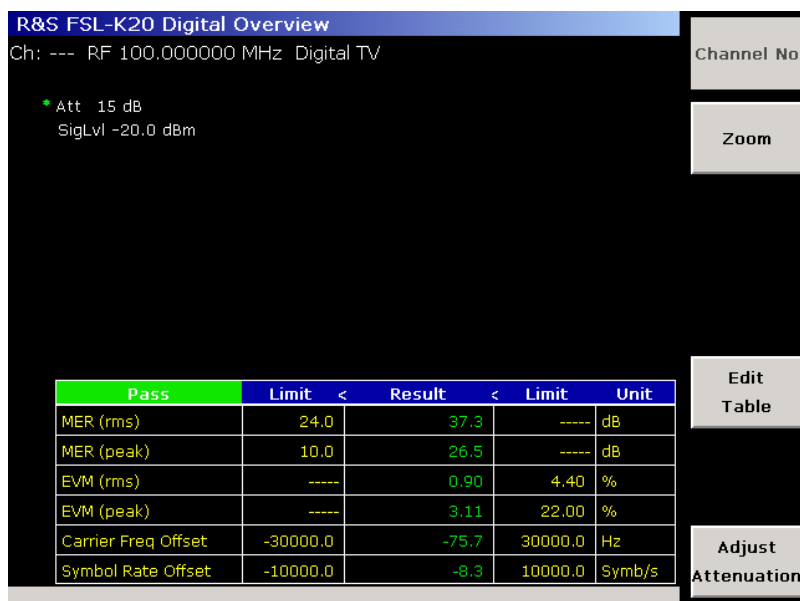 R&S FSL-K20 Digital Overview
Ch: --- RF 100.000000 MHz Digital TV
* Att 15 dB
SigLvl -20.0 dBm
Pass Limit < Result < Limit Unit
MER (rms) 24.0 37.3 ----- dB
MER (peak) 10.0 26.5 ----- dB
EVM (rms) ----- 0.90 4.40 %
EVM (peak) ----- 3.11 22.00 %
Carrier Freq Offset -30000.0 -75.7 30000.0 Hz
Symbol Rate Offset -10000.0 -8.3 10000.0 Symb/s
Channel No
Zoom
Edit
Table
Adjust
Attenuation